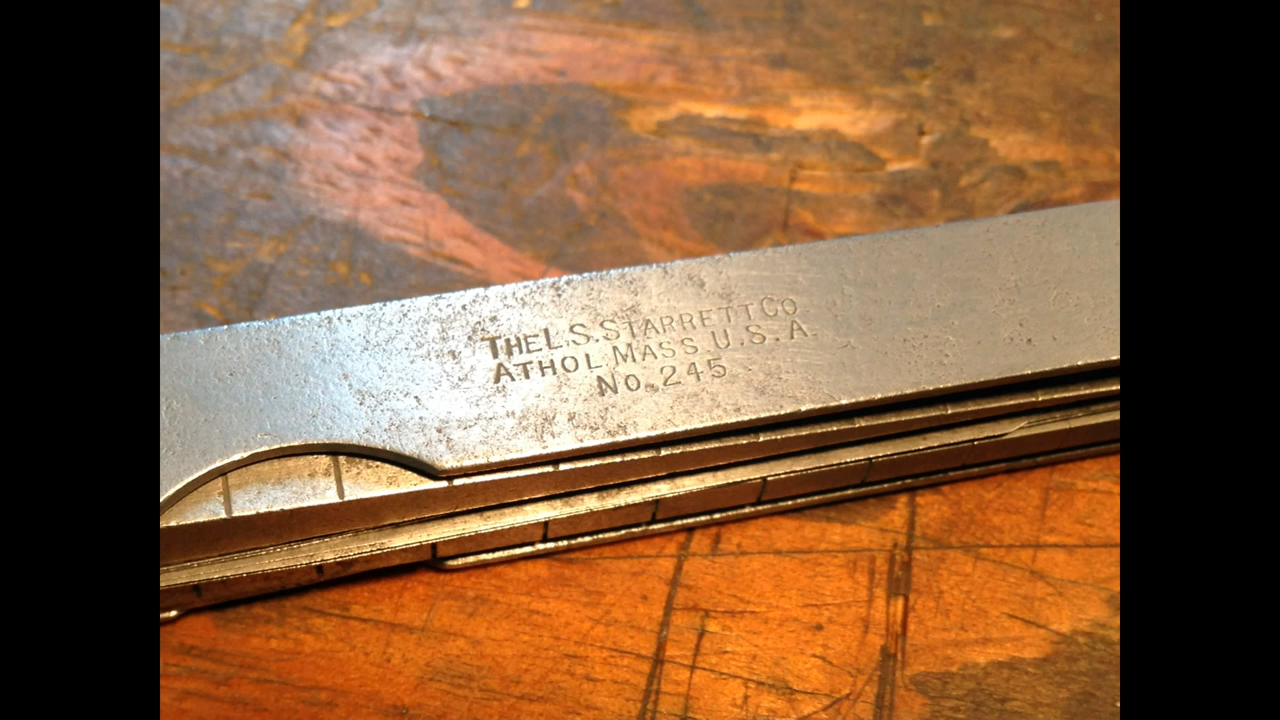 THE L.S. STARRETT CO
ATHOL MASS U.S.A.
NO. 245